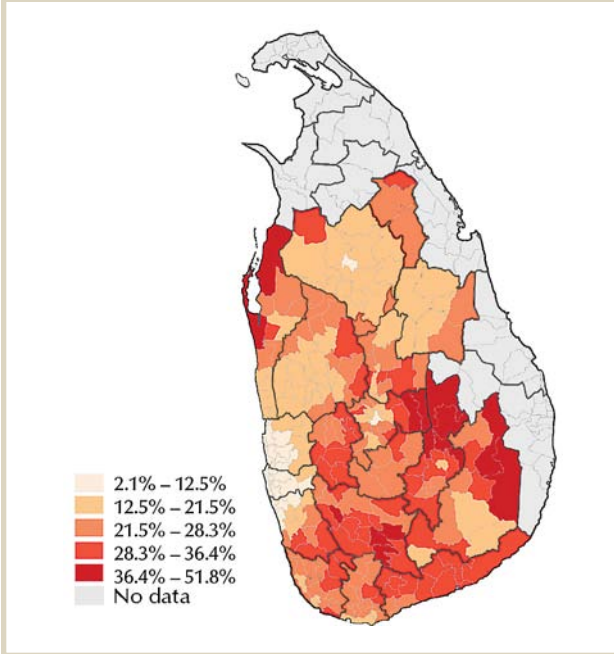 2.1% – 12.5%
12.5% – 21.5%
21.5% – 28.3%
28.3% – 36.4%
36.4% – 51.8%
No data